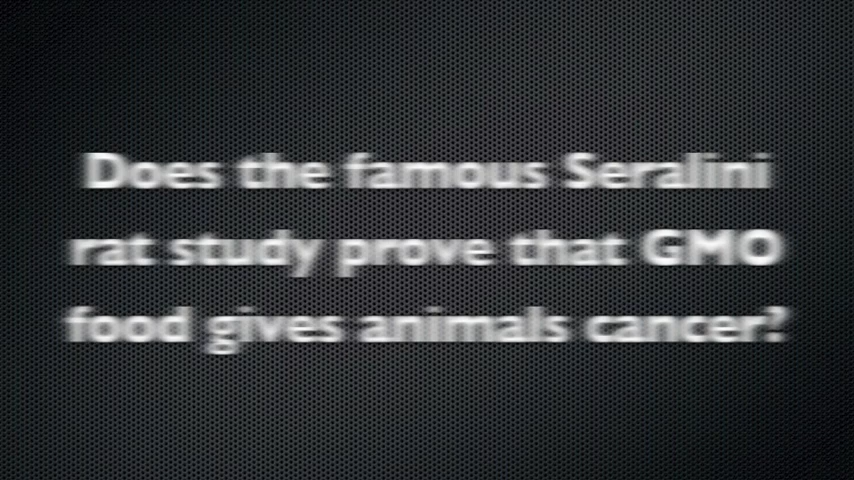 Does the famous Seralini
rat study prove that GMO
food gives animals cancer?